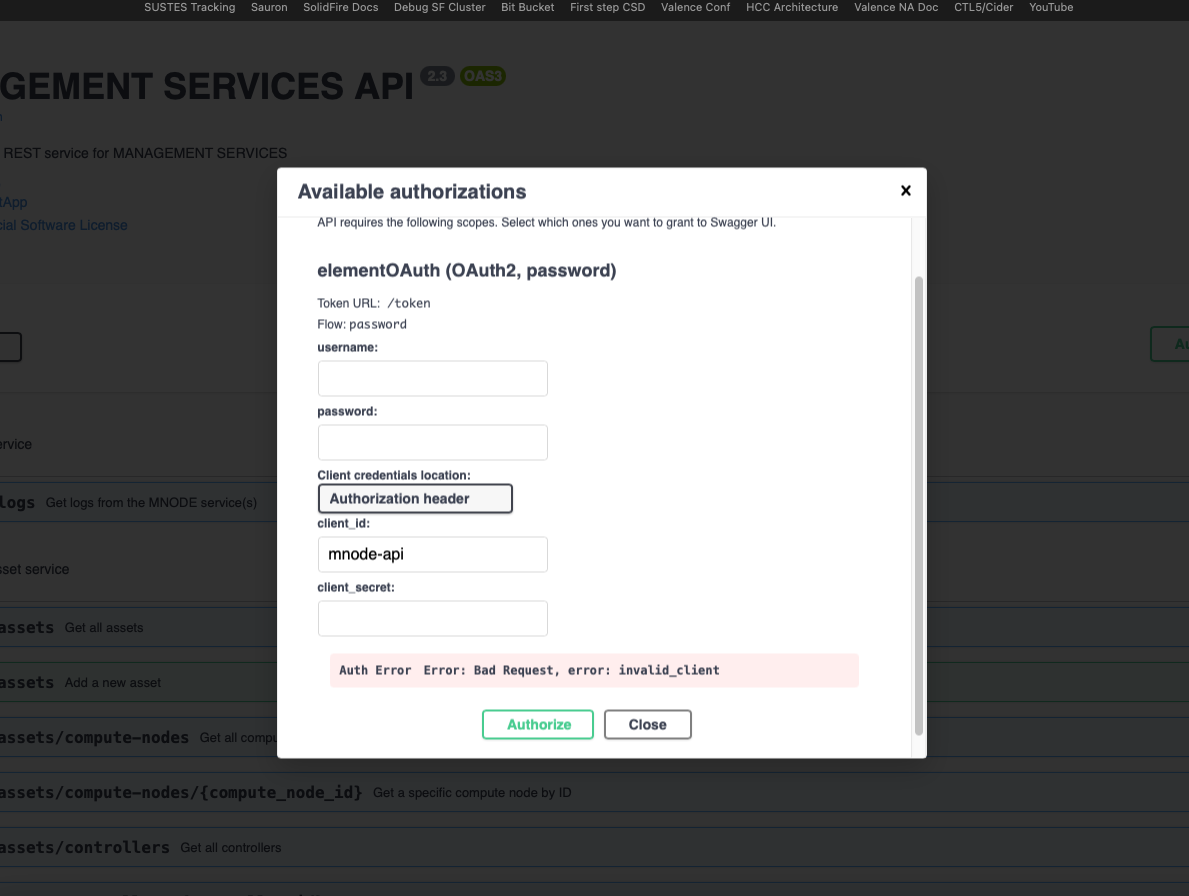 SUSTES Tracking Sauron SolidFire Docs Debug SF Cluster Bit Bucket First step CSD Valence Conf HCC Architecture Valence NA Doc CTL5/Cider YouTube
GEMENT SERVICES API 2.3 OAS3
REST service for MANAGEMENT SERVICES
tApp
cial Software License
Available authorizations x
API requires the following scopes. Select which ones you want to grant to Swagger UI.
elementOAuth (OAuth2, password)
Token URL: /token
Flow: password
username:
password:
Client credentials location:
Authorization header
client_id:
mnode-api
client_secret:
Auth Error Error: Bad Request, error: invalid_client
Authorize Close
Au
ervice
logs Get logs from the MNODE service(s)
sset service
assets Get all assets
assets Add a new asset
assets/compute-nodes Get all compu
assets/compute-nodes/{compute_node_id} Get a specific compute node by ID
assets/controllers Get all controllers